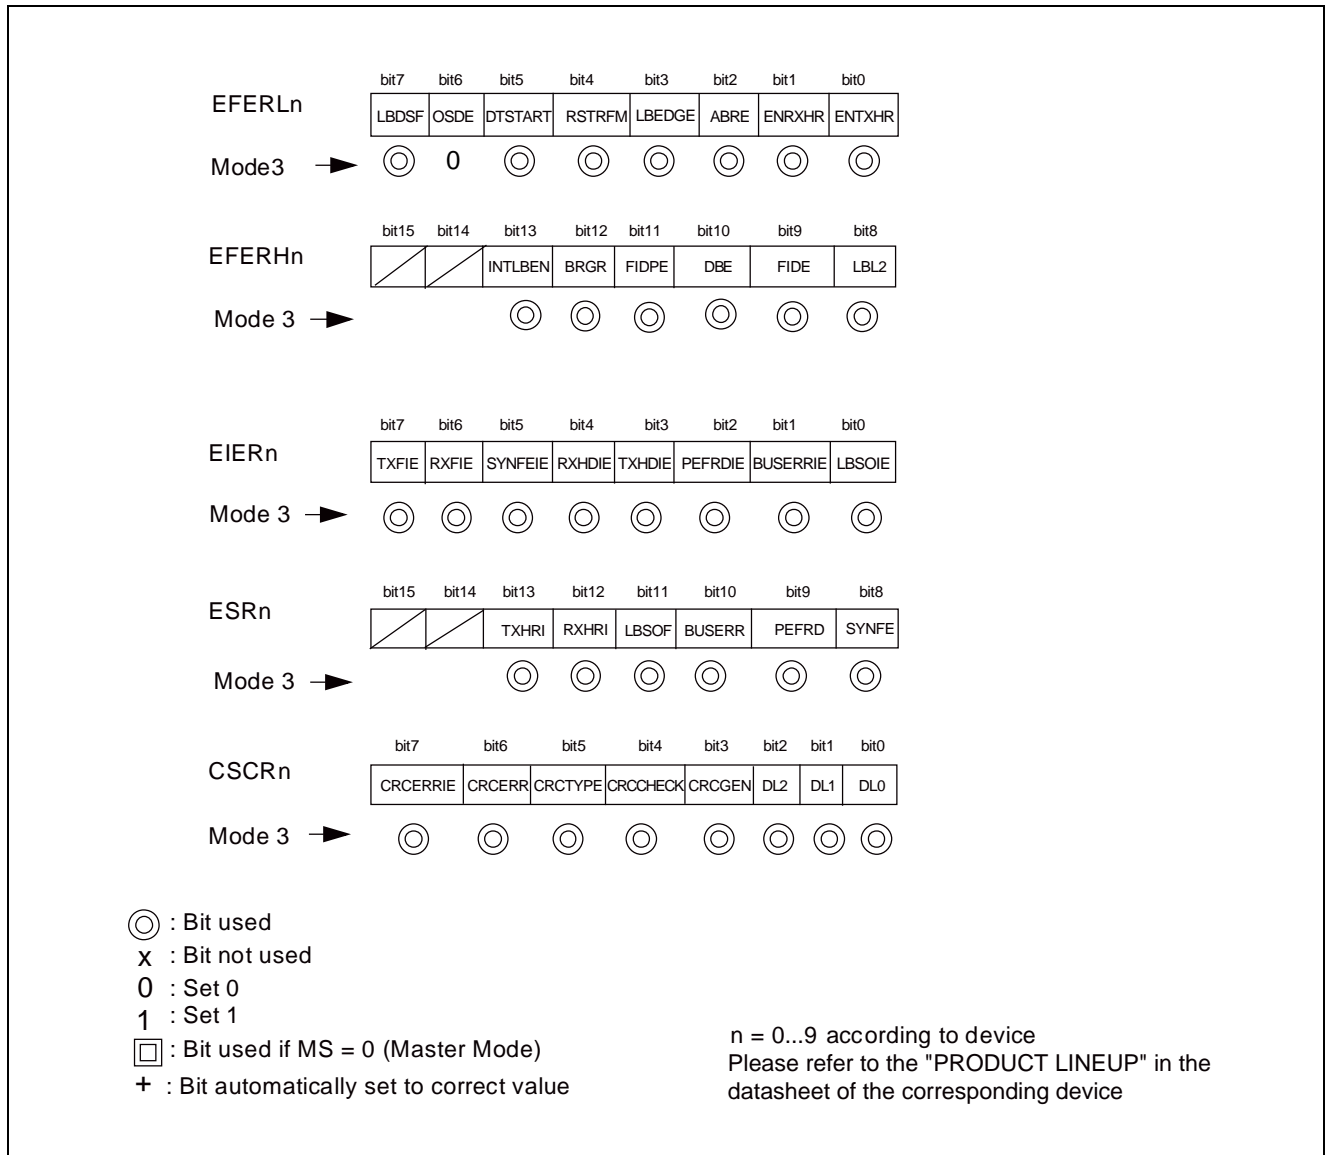 bit7 bit6 bit5 bit4 bit3 bit2 bit1 bit0
EFERLn LBDSF OSDE DTSTART RSTRFM LBEDGE ABRE ENRXHR ENTXHR
Mode3 0
bit15 bit14 bit13 bit12 bit11 bit10 bit9 bit8
EFERHn INTLBEN BRGR FIDPE DBE FIDE LBL2
Mode 3
bit7 bit6 bit5 bit4 bit3 bit2 bit1 bit0
EIERn TXFIE RXFIE SYNFEIE RXHDIE TXHDIE PEFRDIE BUSERRIE LBSOIE
Mode 3
bit15 bit14 bit13 bit12 bit11 bit10 bit9 bit8
ESRn TXHRI RXHRI LBSOF BUSERR PEFRD SYNFE
Mode 3
bit7 bit6 bit5 bit4 bit3 bit2 bit1 bit0
CSCRn CRCERRIE CRCERR CRCTYPE CRCCHECK CRCGEN DL2 DL1 DL0
Mode 3
: Bit used
x : Bit not used
0 : Set 0
1 : Set 1
: Bit used if MS = 0 (Master Mode)
+ : Bit automatically set to correct value
n = 0...9 according to device
Please refer to the "PRODUCT LINEUP" in the
datasheet of the corresponding device